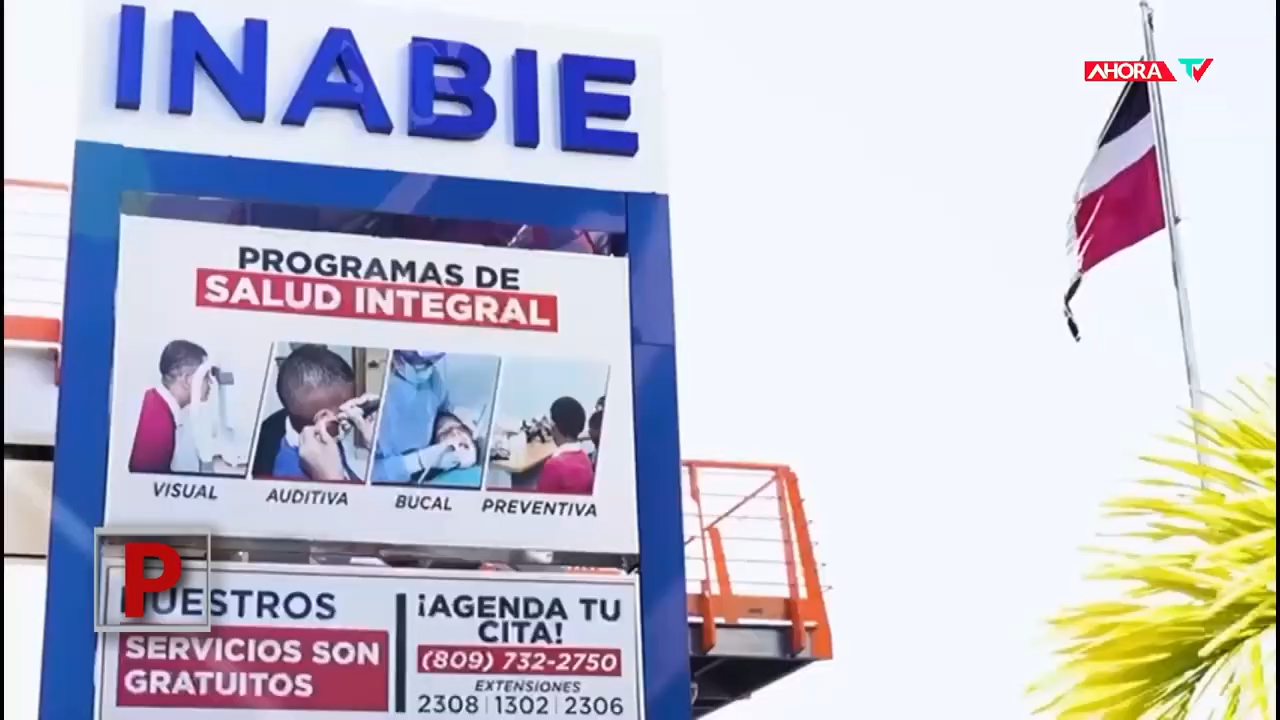 INABIE
AHORA TV
PROGRAMAS DE
SALUD INTEGRAL
VISUAL
AUDITIVA
BUCAL
PREVENTIVA
P
NUESTROS
SERVICIOS SON
GRATUITOS
¡AGENDA TU
CITA!
(809) 732-2750
EXTENSIONES
2308 | 1302 | 2306